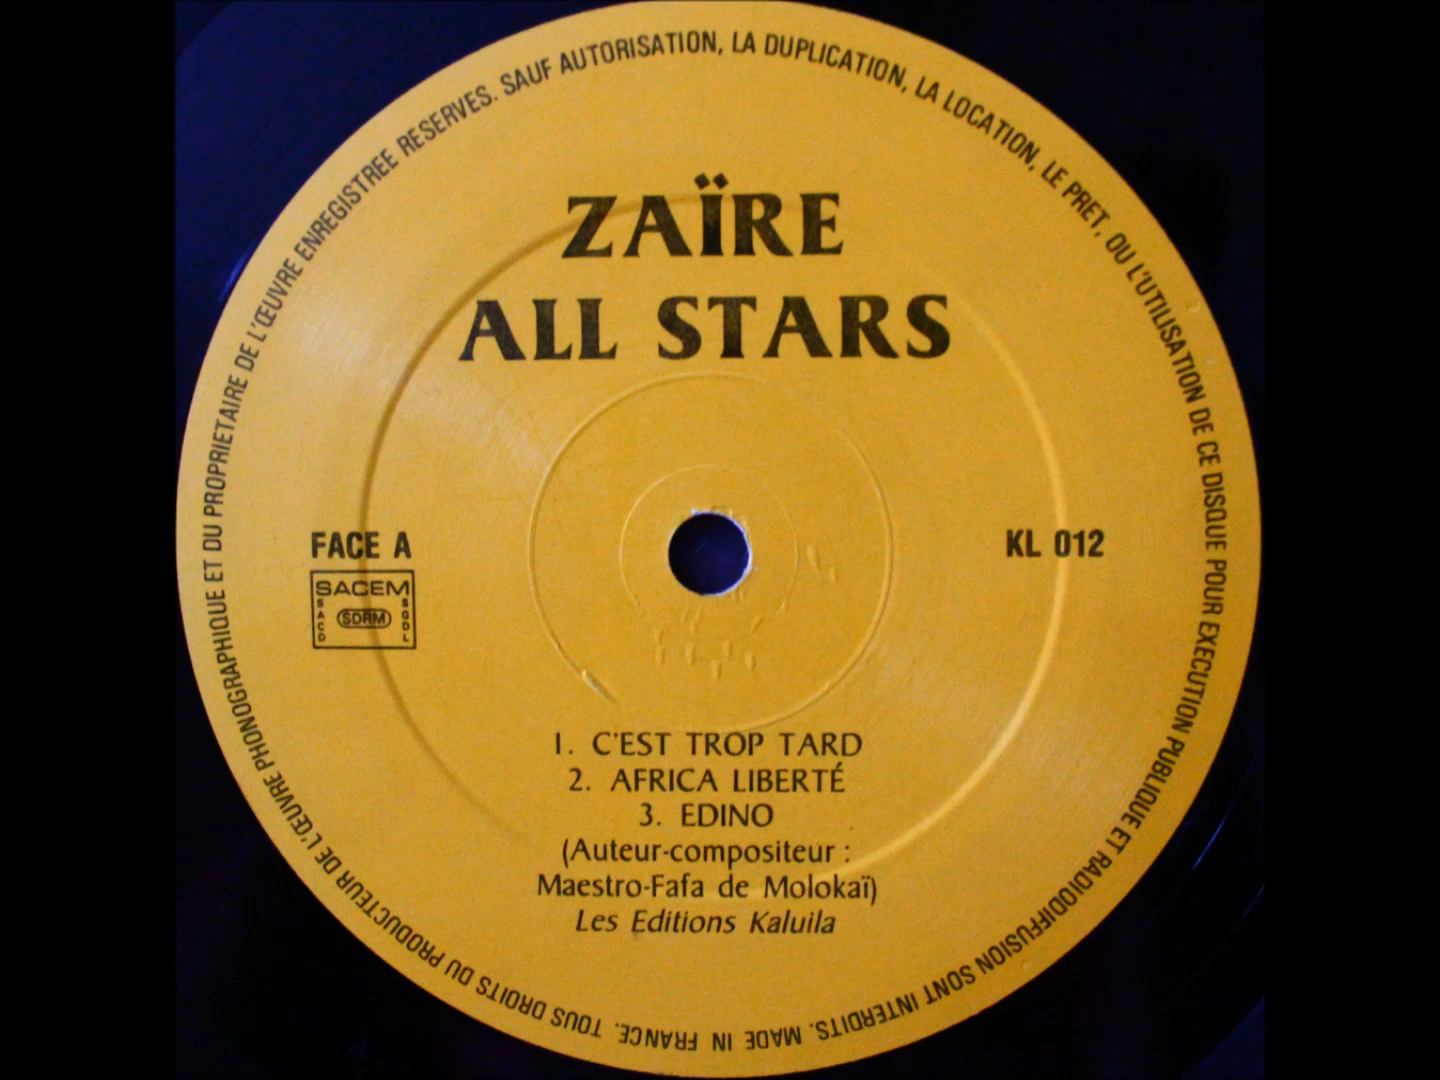 TOUS DROITS DU PRODUCTEUR DE L'ŒUVRE PHONOGRAPHIQUE ET DU PROPRIETAIRE DE L'ŒUVRE ENREGISTREE RESERVES. SAUF AUTORISATION, LA DUPLICATION, LA LOCATION, LE PRET, OU L'UTILISATION DE CE DISQUE POUR EXECUTION PUBLIQUE ET RADIODIFFUSION SONT INTERDITS. MADE IN FRANCE.
ZAÏRE
ALL STARS
FACE A
KL 012
SACEM
SACD
SDRM
SGDL
1. C'EST TROP TARD
2. AFRICA LIBERTÉ
3. EDINO
(Auteur-compositeur :
Maestro-Fafa de Molokaï)
Les Editions Kaluila